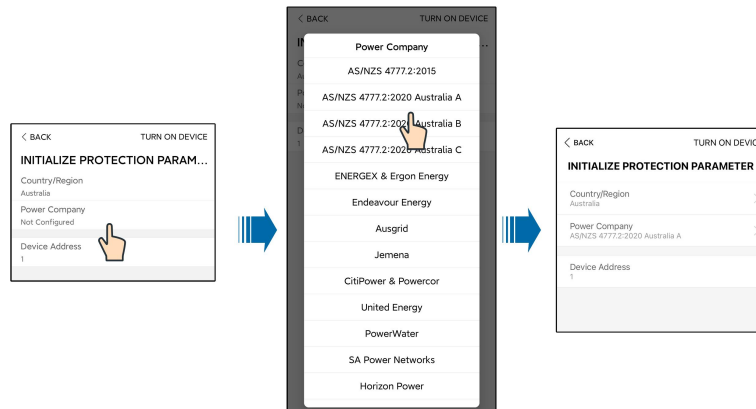 < BACK TURN ON DEVICE
INITIALIZE PROTECTION PARAM...
Country/Region
Australia
Power Company
Not Configured
Device Address
1
< BACK TURN ON DEVICE
Power Company
AS/NZS 4777.2:2015
AS/NZS 4777.2:2020 Australia A
AS/NZS 4777.2:2020 Australia B
AS/NZS 4777.2:2020 Australia C
ENERGEX & Ergon Energy
Endeavour Energy
Ausgrid
Jemena
CitiPower & Powercor
United Energy
PowerWater
SA Power Networks
Horizon Power
< BACK TURN ON DEVIC
INITIALIZE PROTECTION PARAMETER
Country/Region
Australia
Power Company
AS/NZS 4777.2:2020 Australia A
Device Address
1